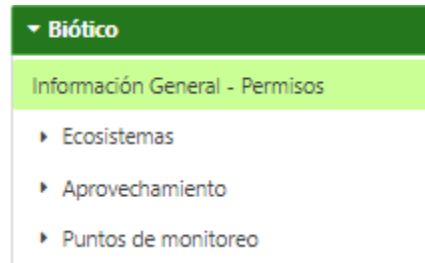 Biótico
Información General - Permisos
Ecosistemas
Aprovechamiento
Puntos de monitoreo